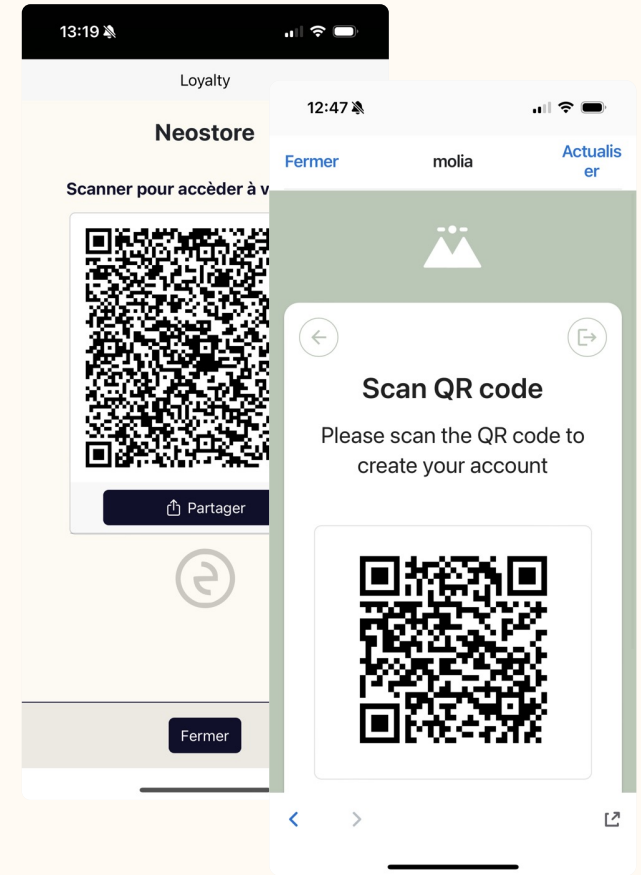 13:19
Loyalty
Neostore
Scanner pour accèder à v
Partager
Fermer
12:47
Fermer
molia
Actualis
er
Scan QR code
Please scan the QR code to
create your account